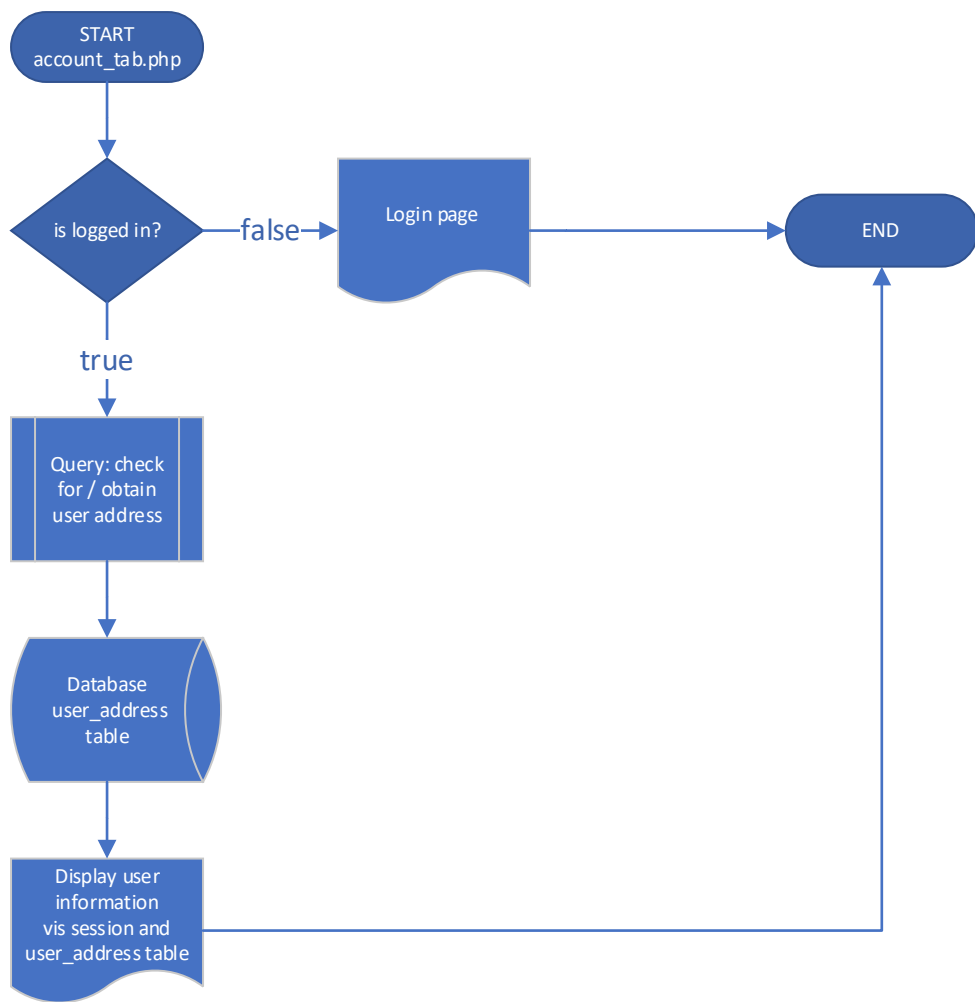 START
account_tab.php
is logged in?
false
Login page
END
true
Query: check
for / obtain
user address
Database
user_address
table
Display user
information
vis session and
user_address table